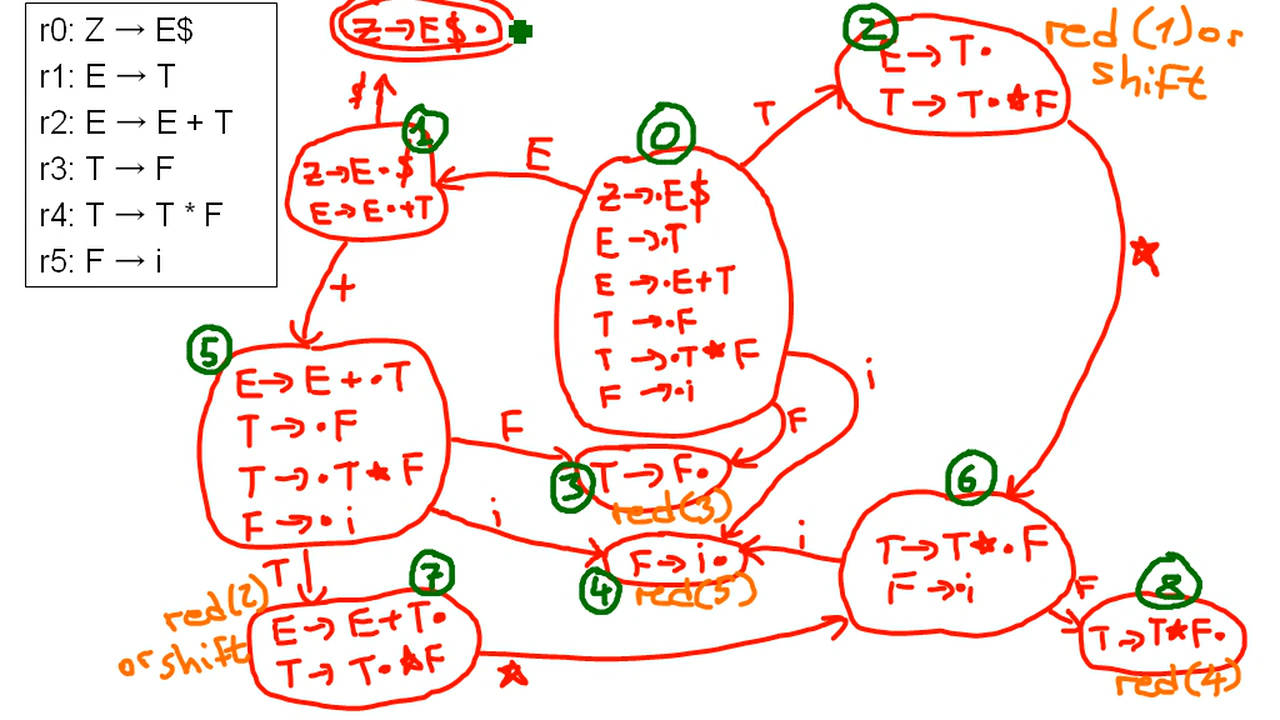 r0: Z → E$
r1: E → T
r2: E → E + T
r3: T → F
r4: T → T * F
r5: F → i
Z→E$·
$
1
Z→E·$
E→E·+T
E
0
Z→·E$
E→·T
E→·E+T
T→·F
T→·T*F
F→·i
T
2
E→T·
T→T·*F
red(1)or
shift
*
+
i
F
5
E→E+·T
T→·F
T→·T*F
F→·i
F
i
3
T→F·
red(3)
4
F→i·
red(5)
i
6
T→T*·F
F→·i
F
8
T→T*F·
red(4)
T
red(2)
or shift
7
E→E+T·
T→T·*F
*